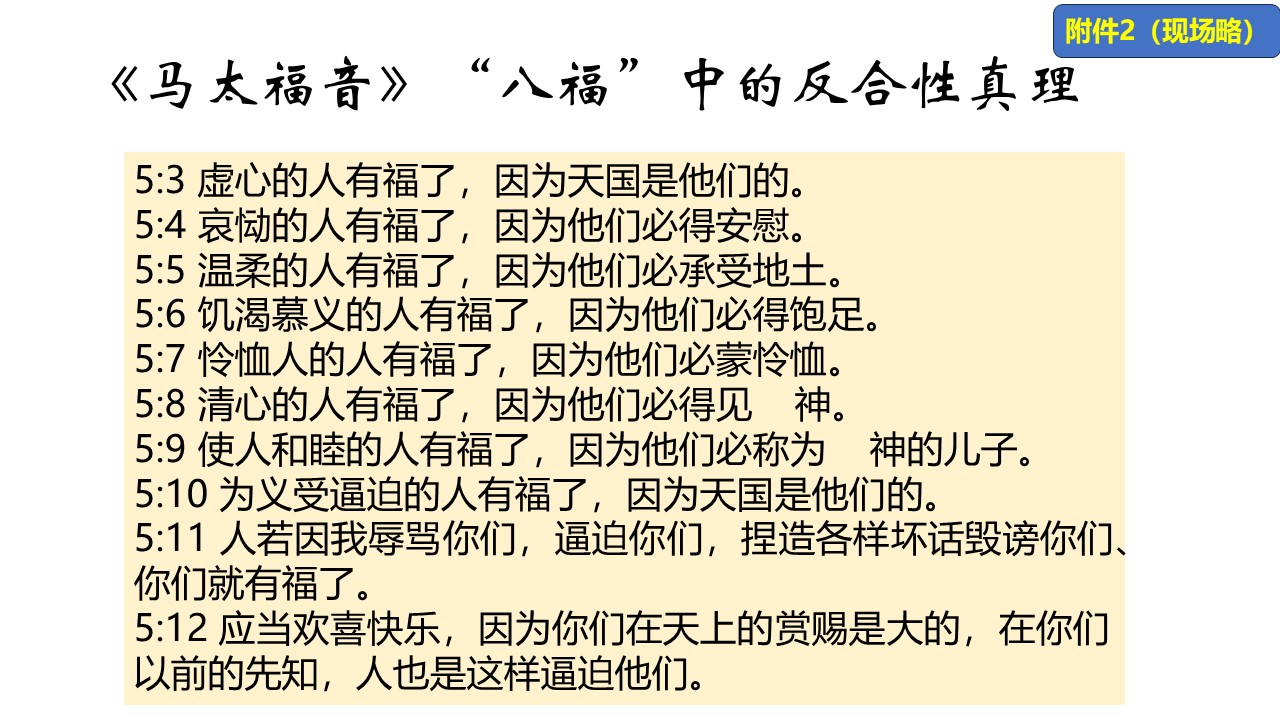 附件2（现场略）
《马太福音》“八福”中的反合性真理
5:3 虚心的人有福了，因为天国是他们的。
5:4 哀恸的人有福了，因为他们必得安慰。
5:5 温柔的人有福了，因为他们必承受地土。
5:6 饥渴慕义的人有福了，因为他们必得饱足。
5:7 怜恤人的人有福了，因为他们必蒙怜恤。
5:8 清心的人有福了，因为他们必得见　神。
5:9 使人和睦的人有福了，因为他们必称为　神的儿子。
5:10 为义受逼迫的人有福了，因为天国是他们的。
5:11 人若因我辱骂你们，逼迫你们，捏造各样坏话毁谤你们、
你们就有福了。
5:12 应当欢喜快乐，因为你们在天上的赏赐是大的，在你们
以前的先知，人也是这样逼迫他们。